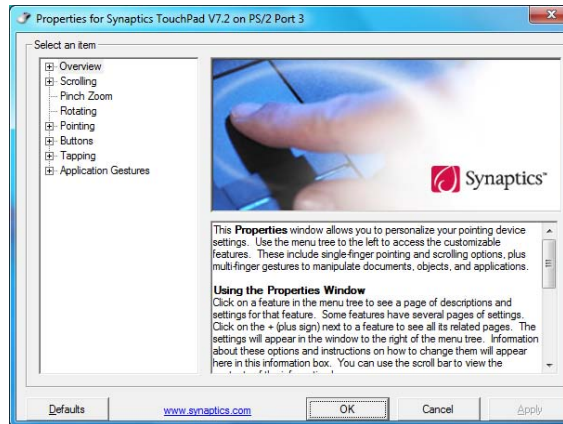 Properties for Synaptics TouchPad V7.2 on PS/2 Port 3
Select an item
Overview
Scrolling
Pinch Zoom
Rotating
Pointing
Buttons
Tapping
Application Gestures
Synaptics
This Properties window allows you to personalize your pointing device
settings. Use the menu tree to the left to access the customizable
features. These include single-finger pointing and scrolling options, plus
multi-finger gestures to manipulate documents, objects, and applications.
Using the Properties Window
Click on a feature in the menu tree to see a page of descriptions and
settings for that feature. Some features have several pages of settings.
Click on the + (plus sign) next to a feature to see all its related pages. The
settings will appear in the window to the right of the menu tree. Information
about these options and instructions on how to change them will appear
here in this information box. You can use the scroll bar to view the
Defaults
www.synaptics.com
OK
Cancel
Apply